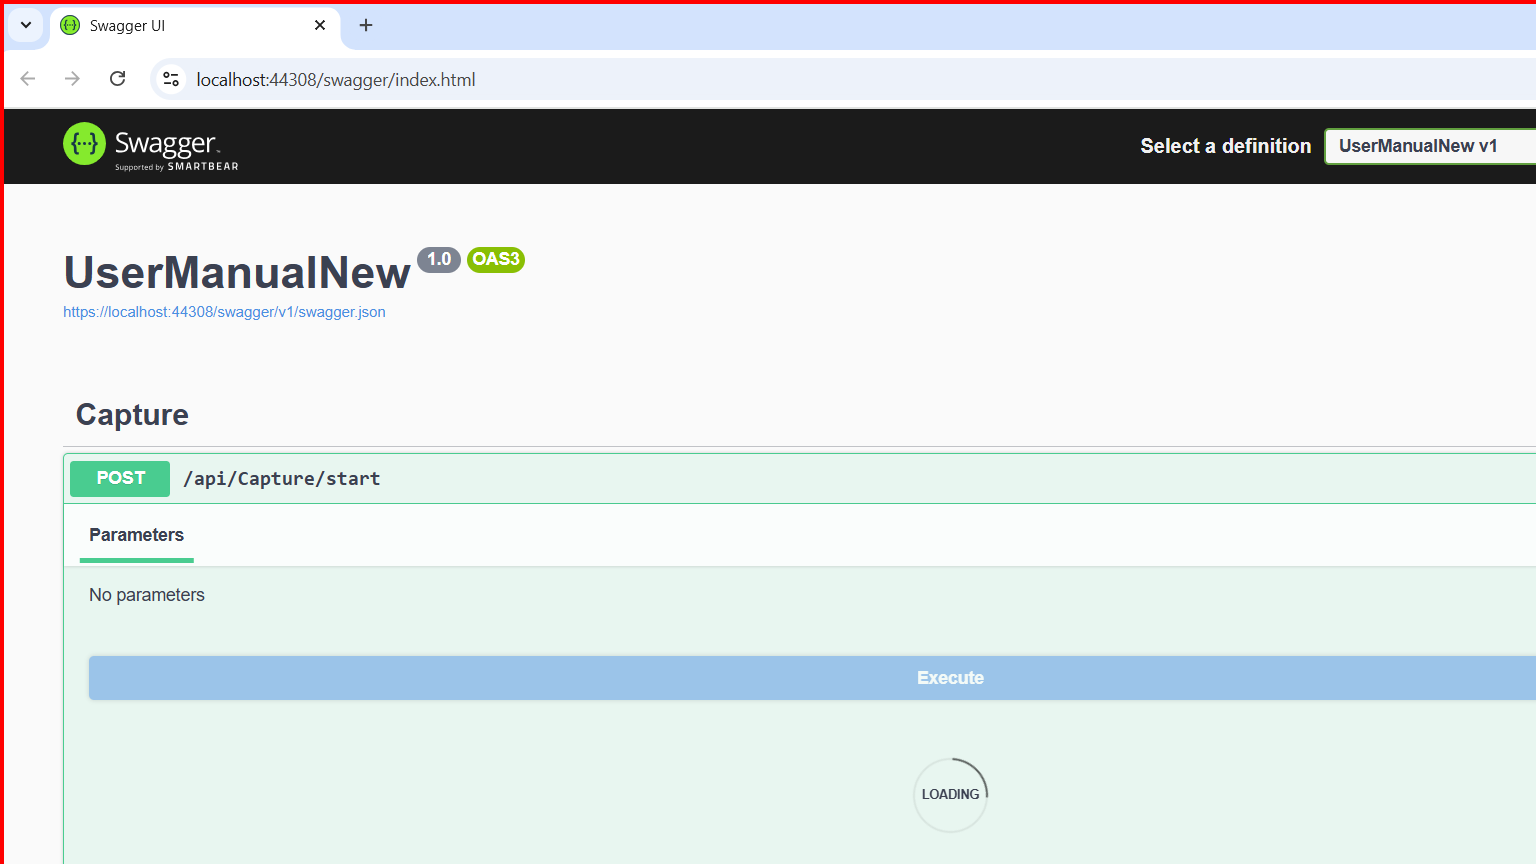 Swagger UI
localhost:44308/swagger/index.html
Swagger
Supported by SMARTBEAR
Select a definition
UserManualNew v1
UserManualNew 1.0 OAS3
https://localhost:44308/swagger/v1/swagger.json
Capture
POST /api/Capture/start
Parameters
No parameters
Execute
LOADING